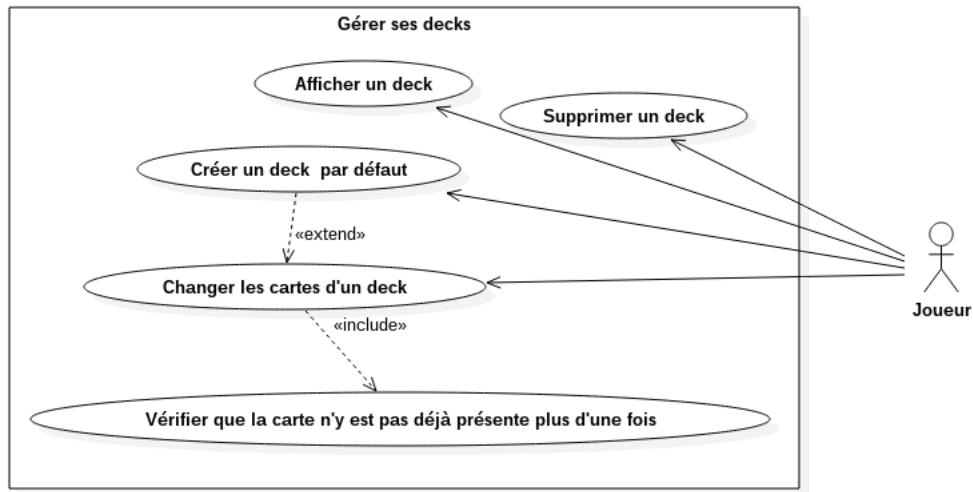 Gérer ses decks
Afficher un deck
Supprimer un deck
Créer un deck  par défaut
«extend»
Changer les cartes d'un deck
Joueur
«include»
Vérifier que la carte n'y est pas déjà présente plus d'une fois